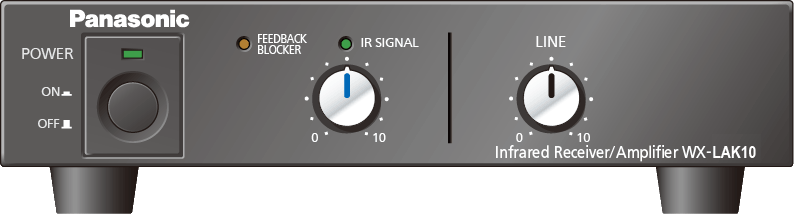 Panasonic
POWER
ON
OFF
FEEDBACK
BLOCKER
IR SIGNAL
0 10
LINE
0 10
Infrared Receiver/Amplifier WX-LAK10